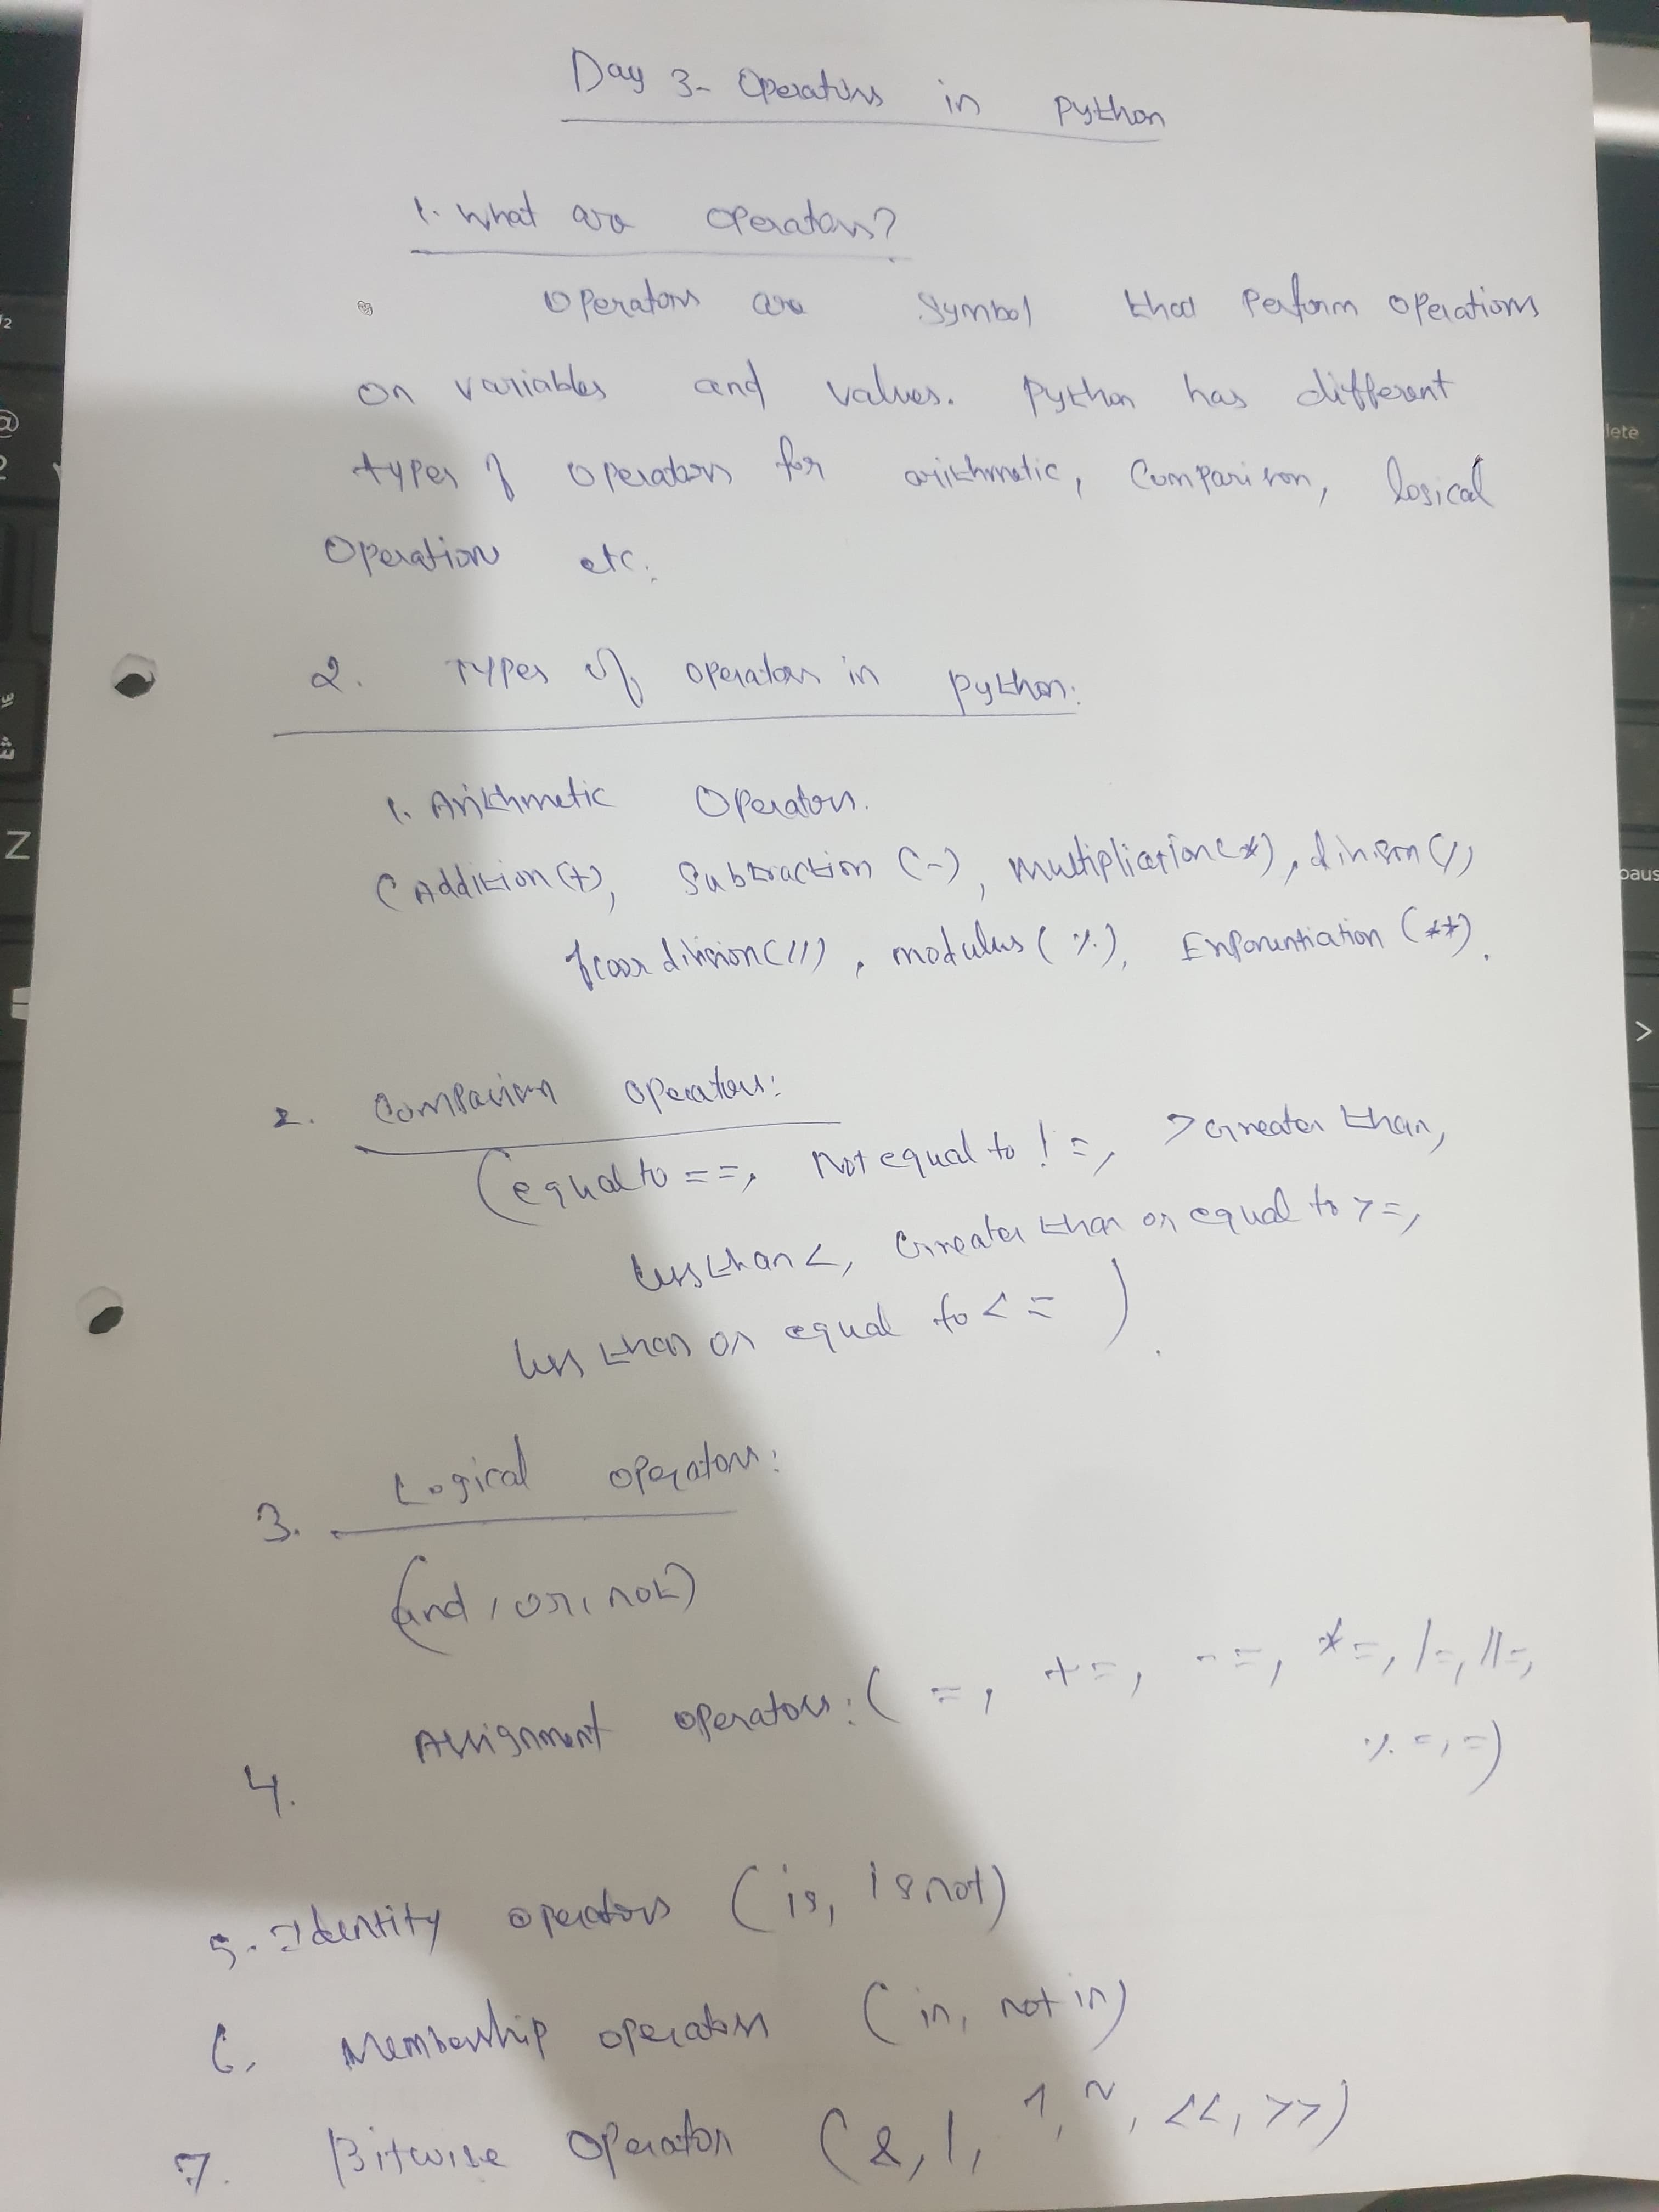 Day 3- Operators in Python
1. What are operators?
Operators are symbol that perform operations
on variables and values. Python has different
types of operators for arithmetic, comparison, logical
operation etc.
2. Types of operators in python:
1. Arithmetic Operators.
(Addition(+), Subtraction (-), multiplication(*), division(/)
floor division(//), modulus (%), Exponentiation (**).
2. Comparison operators:
(equal to ==, Not equal to !=, > Greater than,
less than <, Greater than or equal to >=,
less than or equal to <= ).
3. Logical operators:
(and, or, not)
4. Assignment operators: ( =, +=, -=, *=, /=, //=,
%=, =)
5. Identity operators (is, is not)
6. Membership operators (in, not in)
7. Bitwise Operator (&, |, ^, ~, <<, >>)